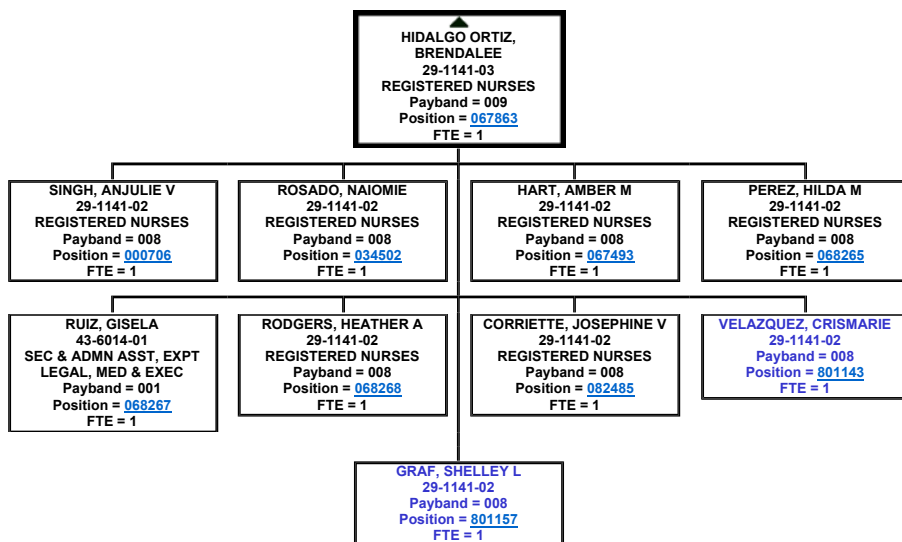 HIDALGO ORTIZ,
BRENDALEE
29-1141-03
REGISTERED NURSES
Payband = 009
Position = 067863
FTE = 1
SINGH, ANJULIE V
29-1141-02
REGISTERED NURSES
Payband = 008
Position = 000706
FTE = 1
ROSADO, NAIOMIE
29-1141-02
REGISTERED NURSES
Payband = 008
Position = 034502
FTE = 1
HART, AMBER M
29-1141-02
REGISTERED NURSES
Payband = 008
Position = 067493
FTE = 1
PEREZ, HILDA M
29-1141-02
REGISTERED NURSES
Payband = 008
Position = 068265
FTE = 1
RUIZ, GISELA
43-6014-01
SEC & ADMN ASST, EXPT
LEGAL, MED & EXEC
Payband = 001
Position = 068267
FTE = 1
RODGERS, HEATHER A
29-1141-02
REGISTERED NURSES
Payband = 008
Position = 068268
FTE = 1
CORRIETTE, JOSEPHINE V
29-1141-02
REGISTERED NURSES
Payband = 008
Position = 082485
FTE = 1
VELAZQUEZ, CRISMARIE
29-1141-02
Payband = 008
Position = 801143
FTE = 1
GRAF, SHELLEY L
29-1141-02
Payband = 008
Position = 801157
FTE = 1